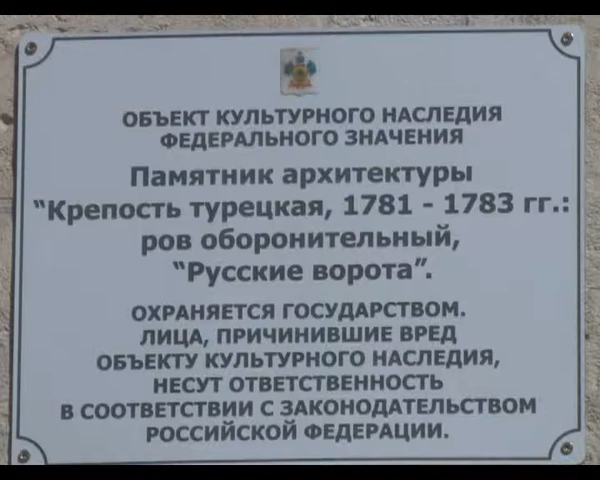 ОБЪЕКТ КУЛЬТУРНОГО НАСЛЕДИЯ
ФЕДЕРАЛЬНОГО ЗНАЧЕНИЯ
Памятник архитектуры
“Крепость турецкая, 1781 - 1783 гг.:
ров оборонительный,
“Русские ворота”.
ОХРАНЯЕТСЯ ГОСУДАРСТВОМ.
ЛИЦА, ПРИЧИНИВШИЕ ВРЕД
ОБЪЕКТУ КУЛЬТУРНОГО НАСЛЕДИЯ,
НЕСУТ ОТВЕТСТВЕННОСТЬ
В СООТВЕТСТВИИ С ЗАКОНОДАТЕЛЬСТВОМ
РОССИЙСКОЙ ФЕДЕРАЦИИ.